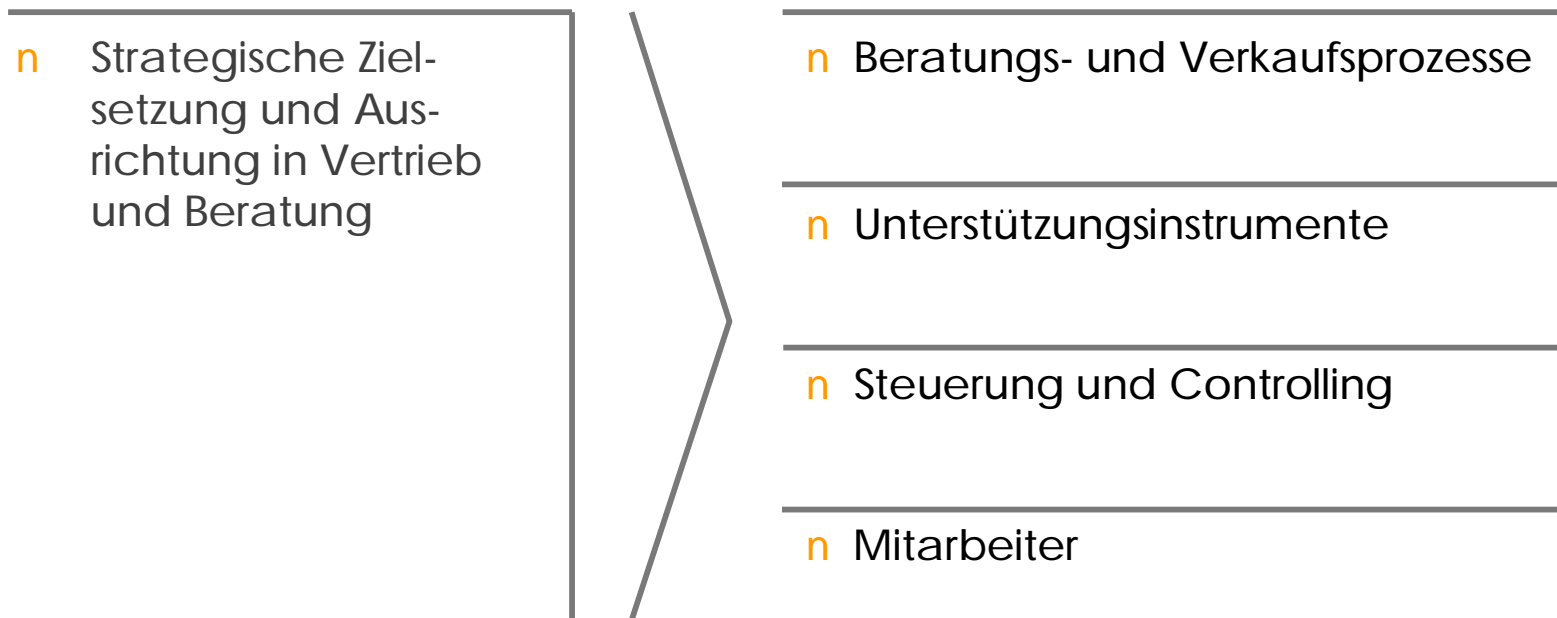 n Strategische Ziel-
setzung und Aus-
richtung in Vertrieb
und Beratung
n Beratungs- und Verkaufsprozesse
n Unterstützungsinstrumente
n Steuerung und Controlling
n Mitarbeiter